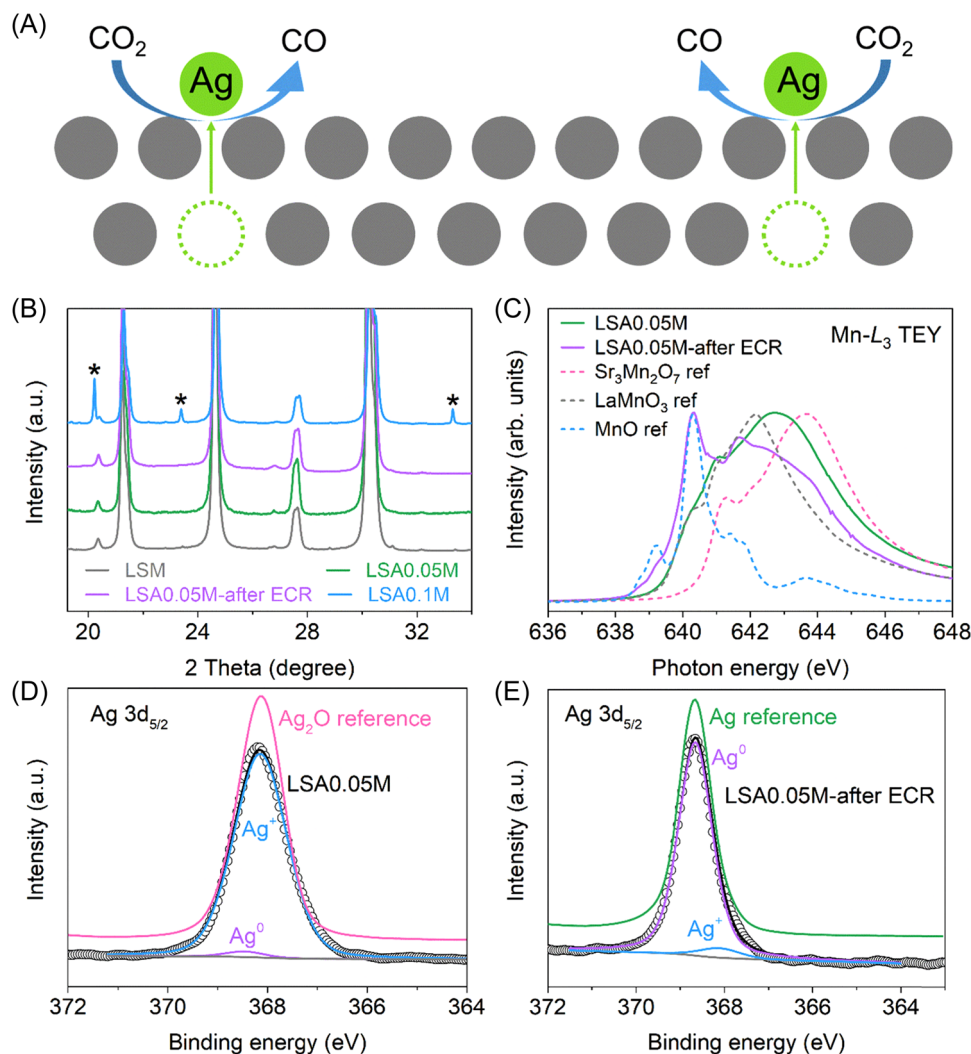 (A)
CO₂
CO
CO
CO₂
Ag
Ag
(B)
Intensity (a.u.)
*
*
*
LSM
LSA0.05M
LSA0.05M-after ECR
LSA0.1M
20
24
28
32
2 Theta (degree)
(C)
LSA0.05M
Mn-L₃ TEY
LSA0.05M-after ECR
Sr₃Mn₂O₇ ref
LaMnO₃ ref
MnO ref
Intensity (arb. units)
636
640
642
644
646
648
Photon energy (eV)
(D)
Ag 3d₅/₂
Ag₂O reference
LSA0.05M
Ag⁺
Ag⁰
Intensity (a.u.)
372
370
368
366
364
Binding energy (eV)
(E)
Ag 3d₅/₂
Ag reference
Ag⁰
LSA0.05M-after ECR
Ag⁺
Intensity (a.u.)
372
370
368
366
364
Binding energy (eV)